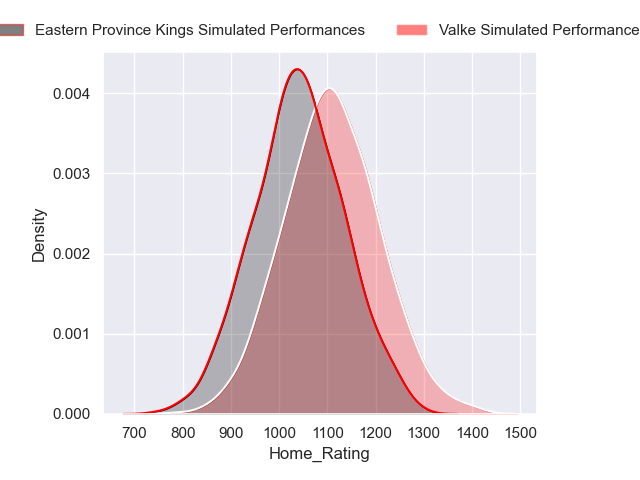 Eastern Province Kings Simulated Performances
Valke Simulated Performance
0.004
0.003
0.002
0.001
0.000
Density
700 800 900 1000 1100 1200 1300 1400 1500
Home_Rating